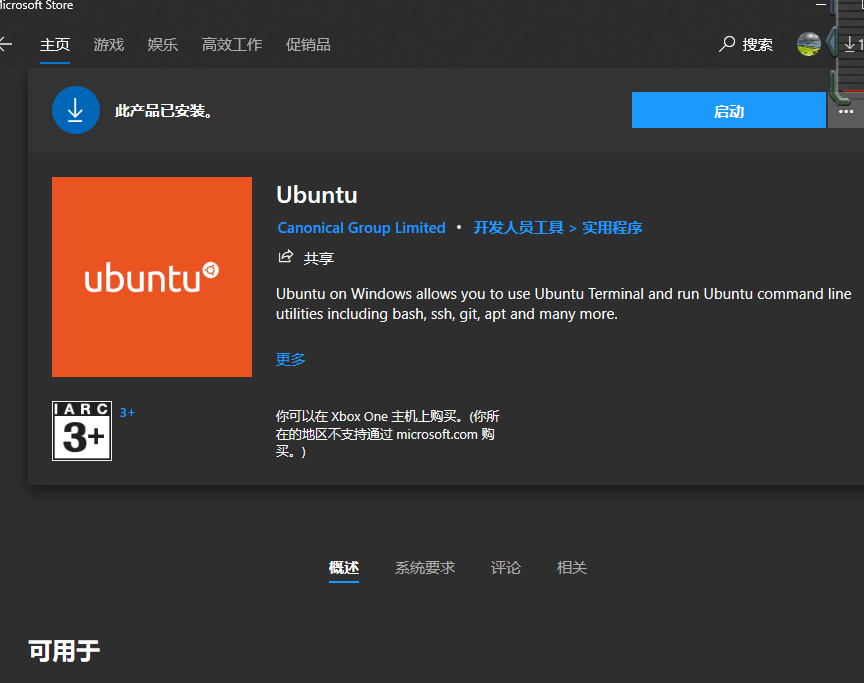 Microsoft Store
主页 游戏 娱乐 高效工作 促销品 搜索 1
此产品已安装。 启动
ubuntu
Ubuntu
Canonical Group Limited • 开发人员工具 > 实用程序
共享
Ubuntu on Windows allows you to use Ubuntu Terminal and run Ubuntu command line
utilities including bash, ssh, git, apt and many more.
更多
IARC
3+
3+
你可以在 Xbox One 主机上购买。(你所
在的地区不支持通过 microsoft.com 购
买。)
概述 系统要求 评论 相关
可用于